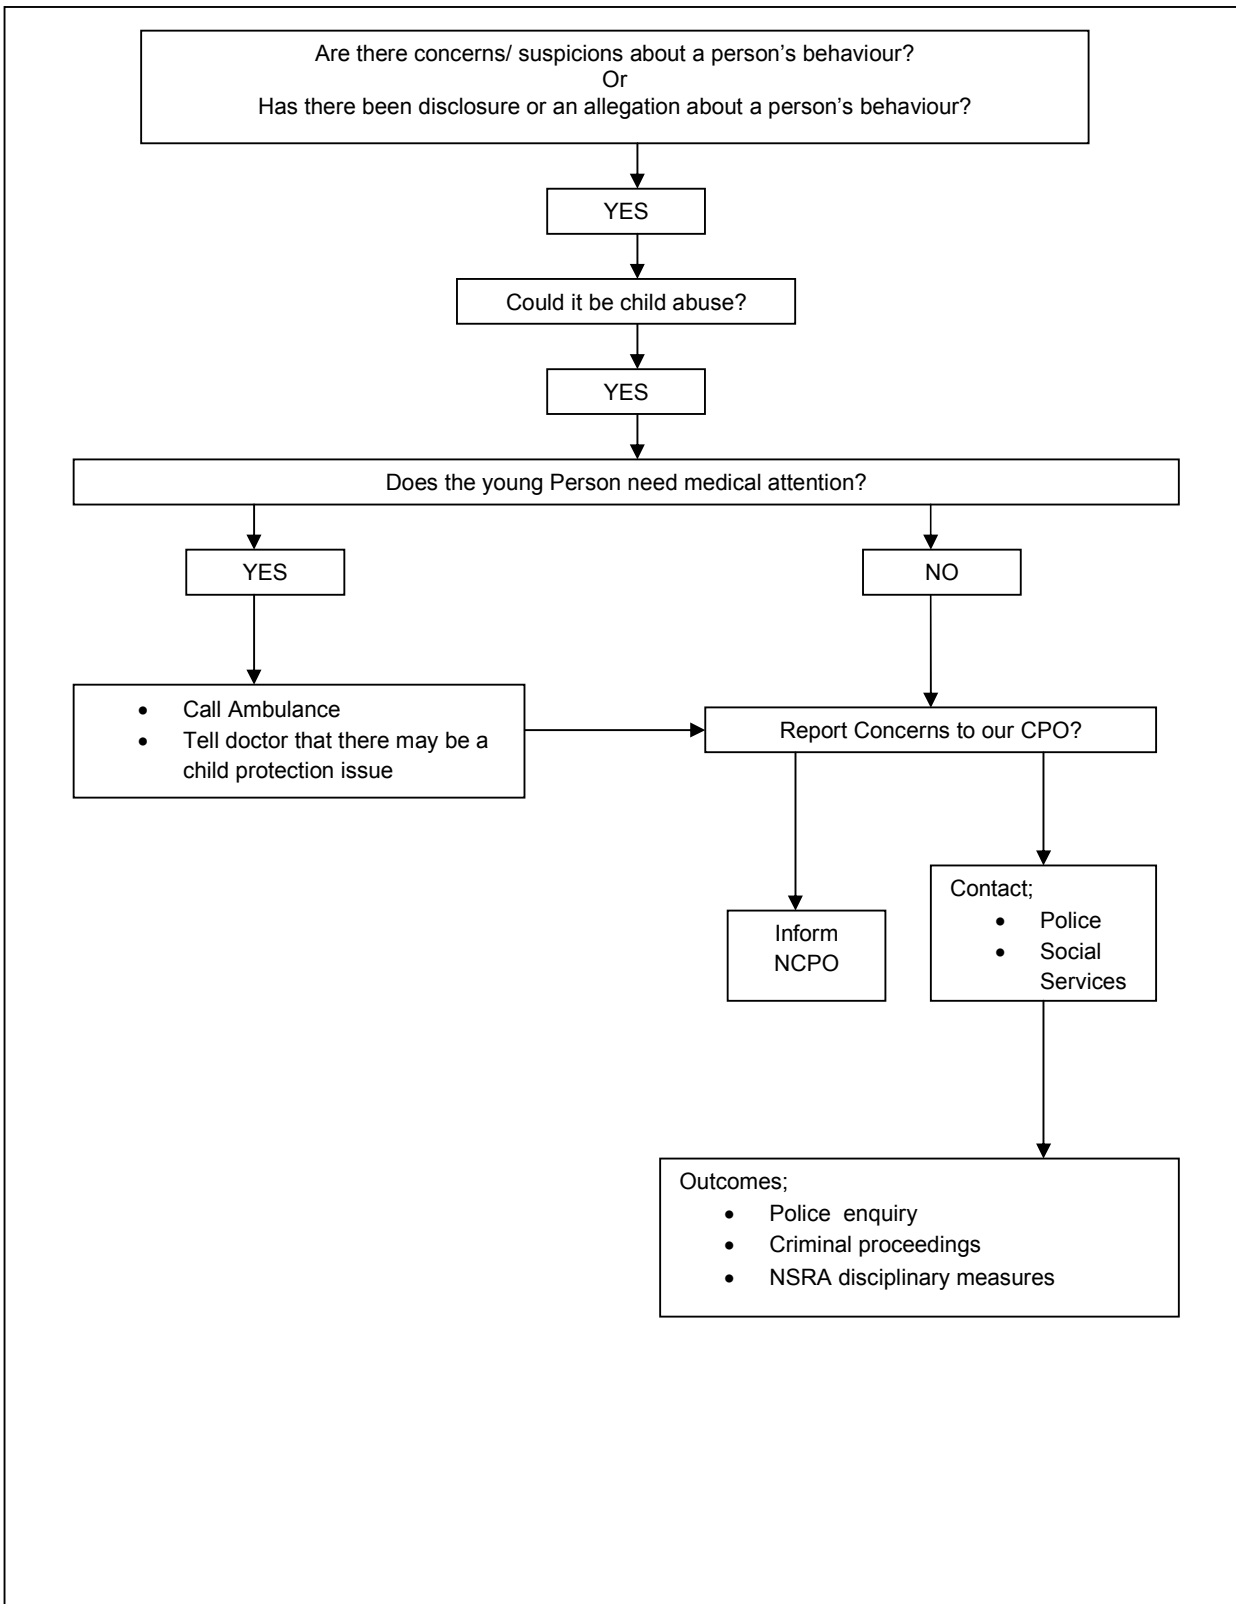 Are there concerns/ suspicions about a person’s behaviour?
Or
Has there been disclosure or an allegation about a person’s behaviour?
YES
Could it be child abuse?
YES
Does the young Person need medical attention?
YES
NO
• Call Ambulance
• Tell doctor that there may be a
child protection issue
Report Concerns to our CPO?
Inform
NCPO
Contact;
• Police
• Social
Services
Outcomes;
• Police enquiry
• Criminal proceedings
• NSRA disciplinary measures